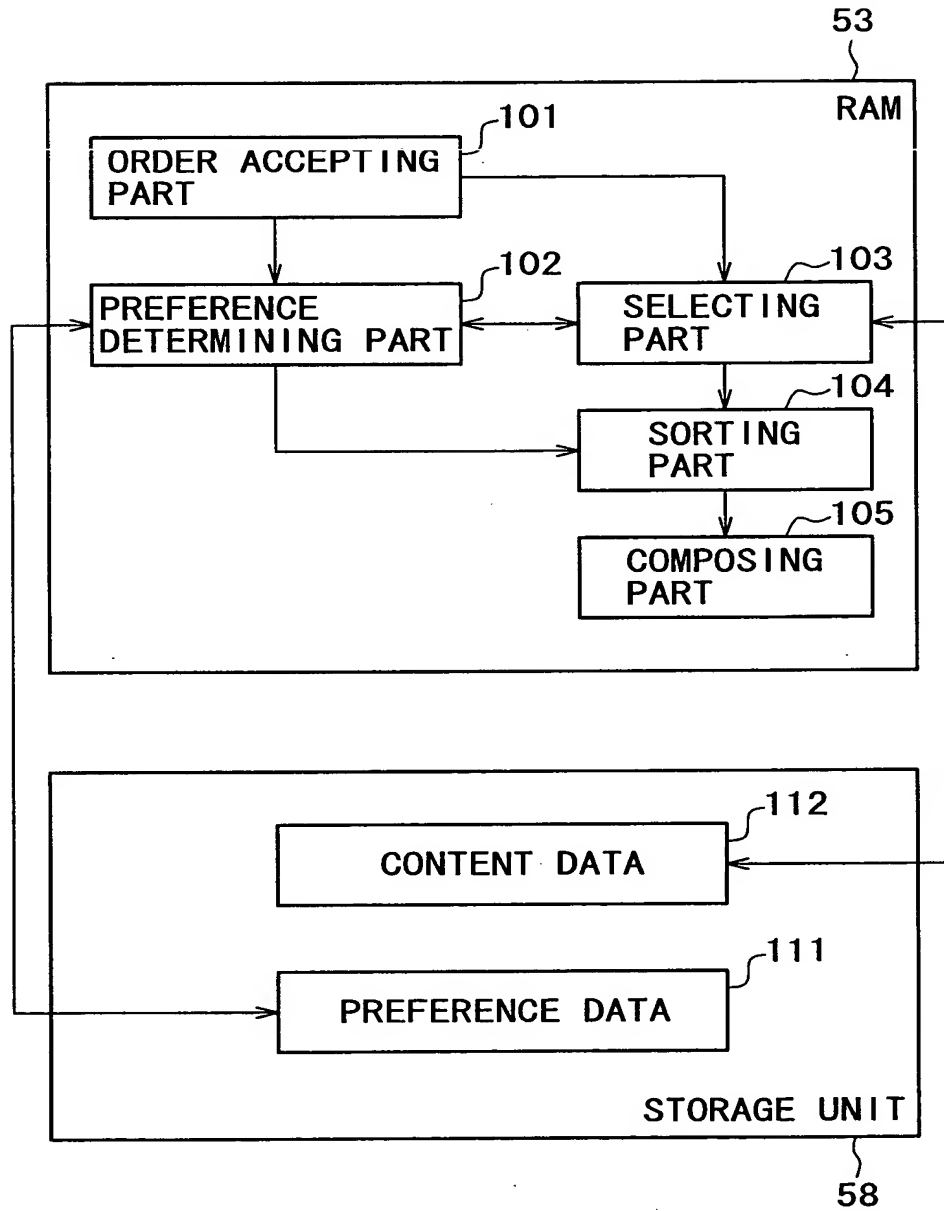 53
RAM
101
ORDER ACCEPTING
PART
102
PREFERENCE
DETERMINING PART
103
SELECTING
PART
104
SORTING
PART
105
COMPOSING
PART
112
CONTENT DATA
111
PREFERENCE DATA
STORAGE UNIT
58